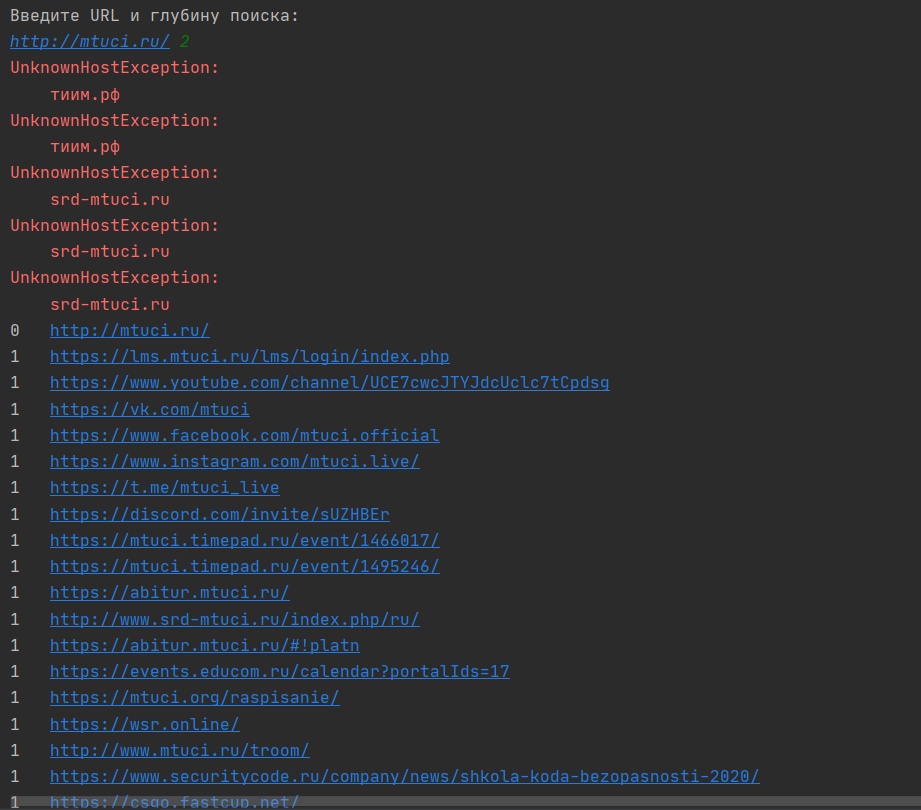 Введите URL и глубину поиска:
http://mtuci.ru/ 2
UnknownHostException:
тиим.рф
UnknownHostException:
тиим.рф
UnknownHostException:
srd-mtuci.ru
UnknownHostException:
srd-mtuci.ru
UnknownHostException:
srd-mtuci.ru
0 http://mtuci.ru/
1 https://lms.mtuci.ru/lms/login/index.php
1 https://www.youtube.com/channel/UCE7cwcJTYJdcUclc7tCpdsg
1 https://vk.com/mtuci
1 https://www.facebook.com/mtuci.official
1 https://www.instagram.com/mtuci.live/
1 https://t.me/mtuci_live
1 https://discord.com/invite/sUZHBEr
1 https://mtuci.timepad.ru/event/1466017/
1 https://mtuci.timepad.ru/event/1495246/
1 https://abitur.mtuci.ru/
1 http://www.srd-mtuci.ru/index.php/ru/
1 https://abitur.mtuci.ru/#!platn
1 https://events.educom.ru/calendar?portalIds=17
1 https://mtuci.org/raspisanie/
1 https://wsr.online/
1 http://www.mtuci.ru/troom/
1 https://www.securitycode.ru/company/news/shkola-koda-bezopasnosti-2020/
1 https://csgo.fastcup.net/